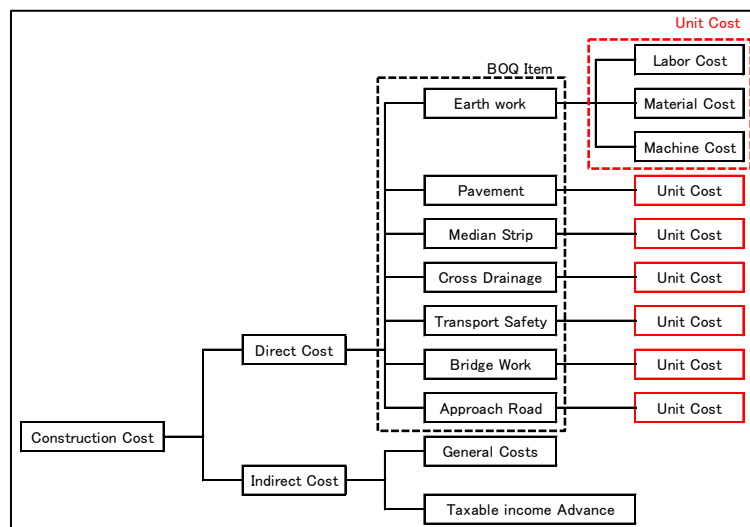 Unit Cost
Labor Cost
BOQ Item
Earth work
Material Cost
Machine Cost
Pavement
Unit Cost
Median Strip
Unit Cost
Cross Drainage
Unit Cost
Transport Safety
Unit Cost
Direct Cost
Bridge Work
Unit Cost
Approach Road
Unit Cost
Construction Cost
General Costs
Indirect Cost
Taxable income Advance